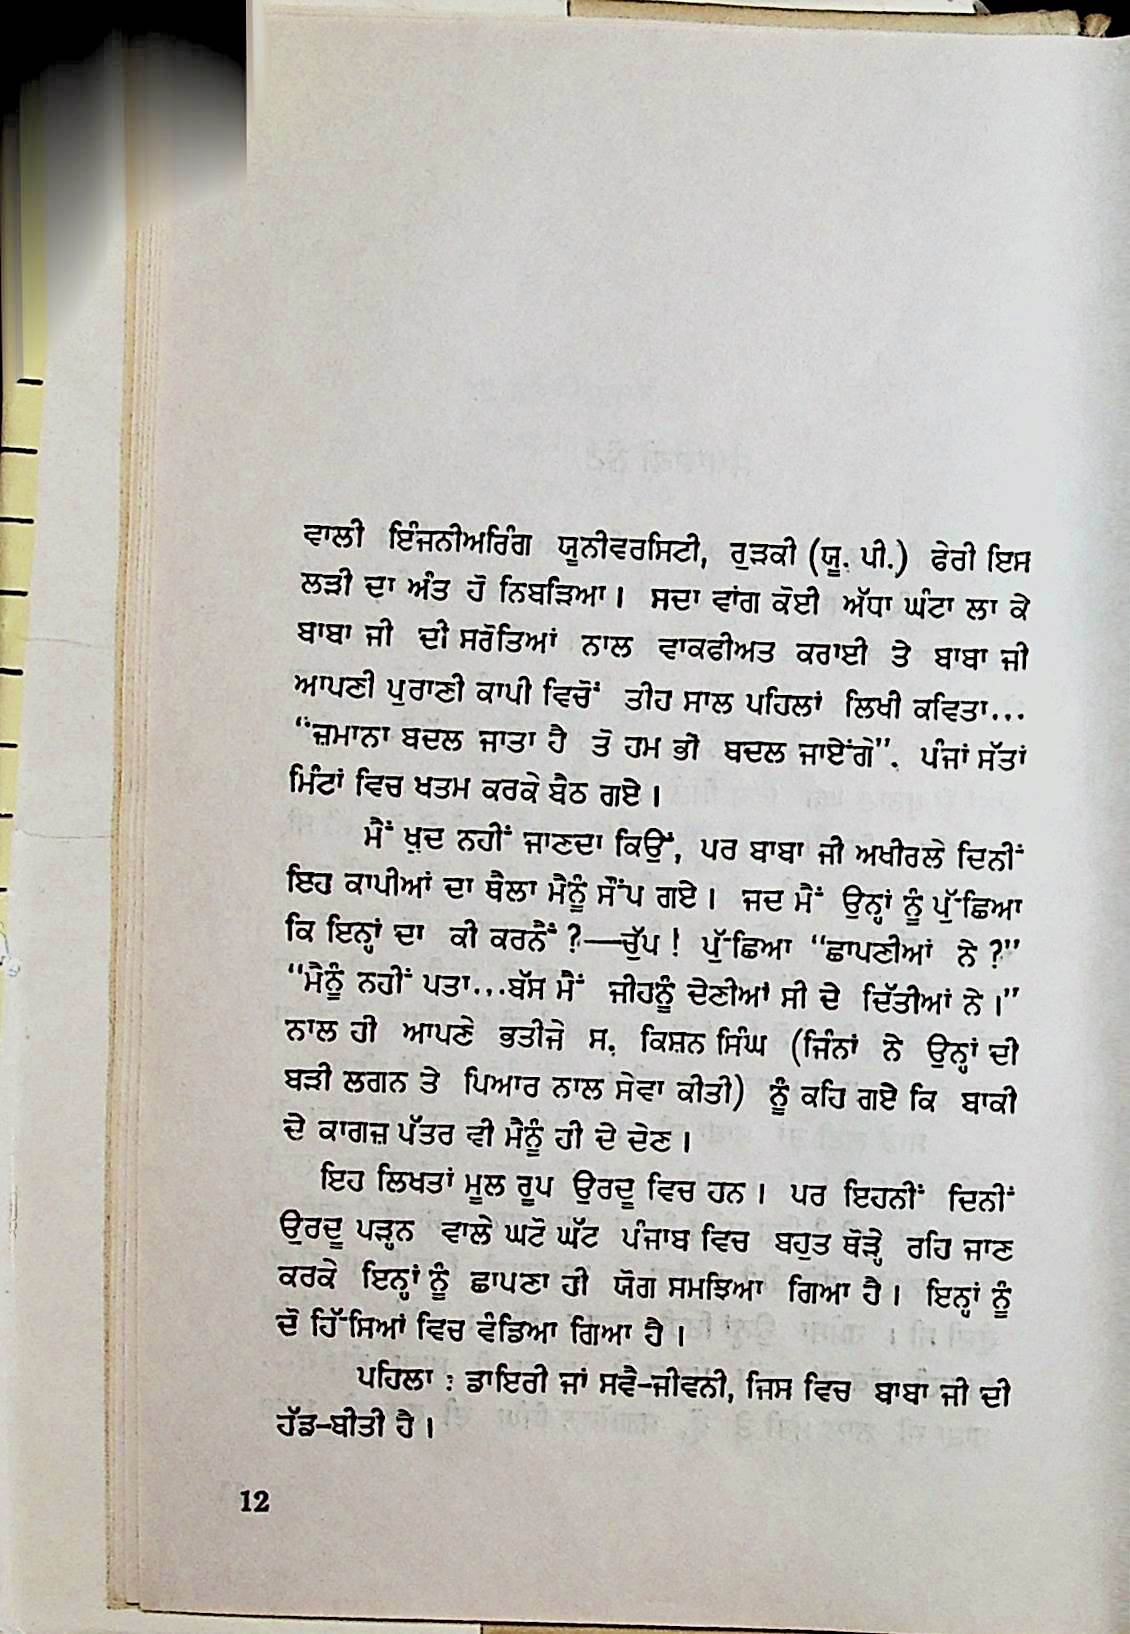 ਵਾਲੀ ਇੰਜਨੀਅਰਿੰਗ ਯੂਨੀਵਰਸਿਟੀ, ਰੁੜਕੀ (ਯੂ. ਪੀ.) ਫੇਰੀ ਇਸ
ਲੜੀ ਦਾ ਅੰਤ ਹੋ ਨਿਬੜਿਆ। ਸਦਾ ਵਾਂਗ ਕੋਈ ਅੱਧਾ ਘੰਟਾ ਲਾ ਕੇ
ਬਾਬਾ ਜੀ ਦੀ ਸਰੋਤਿਆਂ ਨਾਲ ਵਾਕਫੀਅਤ ਕਰਾਈ ਤੇ ਬਾਬਾ ਜੀ
ਆਪਣੀ ਪੁਰਾਣੀ ਕਾਪੀ ਵਿਚੋਂ ਤੀਹ ਸਾਲ ਪਹਿਲਾਂ ਲਿਖੀ ਕਵਿਤਾ...
“ਜ਼ਮਾਨਾ ਬਦਲ ਜਾਤਾ ਹੈ ਤੋ ਹਮ ਭੀ ਬਦਲ ਜਾਏਂਗੇ”. ਪੰਜਾਂ ਸੱਤਾਂ
ਮਿੰਟਾਂ ਵਿਚ ਖਤਮ ਕਰਕੇ ਬੈਠ ਗਏ।
ਮੈਂ ਖੁਦ ਨਹੀਂ ਜਾਣਦਾ ਕਿਉਂ, ਪਰ ਬਾਬਾ ਜੀ ਅਖੀਰਲੇ ਦਿਨੀਂ
ਇਹ ਕਾਪੀਆਂ ਦਾ ਥੈਲਾ ਮੈਨੂੰ ਸੌਂਪ ਗਏ। ਜਦ ਮੈਂ ਉਨ੍ਹਾਂ ਨੂੰ ਪੁੱਛਿਆ
ਕਿ ਇਨ੍ਹਾਂ ਦਾ ਕੀ ਕਰਨੈਂ ?—ਚੁੱਪ ! ਪੁੱਛਿਆ “ਛਾਪਣੀਆਂ ਨੇ ?”
“ਮੈਨੂੰ ਨਹੀਂ ਪਤਾ...ਬੱਸ ਮੈਂ ਜੀਹਨੂੰ ਦੇਣੀਆਂ ਸੀ ਦੇ ਦਿੱਤੀਆਂ ਨੇ।”
ਨਾਲ ਹੀ ਆਪਣੇ ਭਤੀਜੇ ਸ. ਕਿਸ਼ਨ ਸਿੰਘ (ਜਿੰਨਾਂ ਨੇ ਉਨ੍ਹਾਂ ਦੀ
ਬੜੀ ਲਗਨ ਤੇ ਪਿਆਰ ਨਾਲ ਸੇਵਾ ਕੀਤੀ) ਨੂੰ ਕਹਿ ਗਏ ਕਿ ਬਾਕੀ
ਦੇ ਕਾਗਜ਼ ਪੱਤਰ ਵੀ ਮੈਨੂੰ ਹੀ ਦੇ ਦੇਣ।
ਇਹ ਲਿਖਤਾਂ ਮੂਲ ਰੂਪ ਉਰਦੂ ਵਿਚ ਹਨ। ਪਰ ਇਹਨੀਂ ਦਿਨੀਂ
ਉਰਦੂ ਪੜ੍ਹਨ ਵਾਲੇ ਘਟੋ ਘੱਟ ਪੰਜਾਬ ਵਿਚ ਬਹੁਤ ਥੋੜ੍ਹੇ ਰਹਿ ਜਾਣ
ਕਰਕੇ ਇਨ੍ਹਾਂ ਨੂੰ ਛਾਪਣਾ ਹੀ ਯੋਗ ਸਮਝਿਆ ਗਿਆ ਹੈ। ਇਨ੍ਹਾਂ ਨੂੰ
ਦੋ ਹਿੱਸਿਆਂ ਵਿਚ ਵੰਡਿਆ ਗਿਆ ਹੈ।
ਪਹਿਲਾ : ਡਾਇਰੀ ਜਾਂ ਸਵੈ-ਜੀਵਨੀ, ਜਿਸ ਵਿਚ ਬਾਬਾ ਜੀ ਦੀ
ਹੱਡ-ਬੀਤੀ ਹੈ।
12